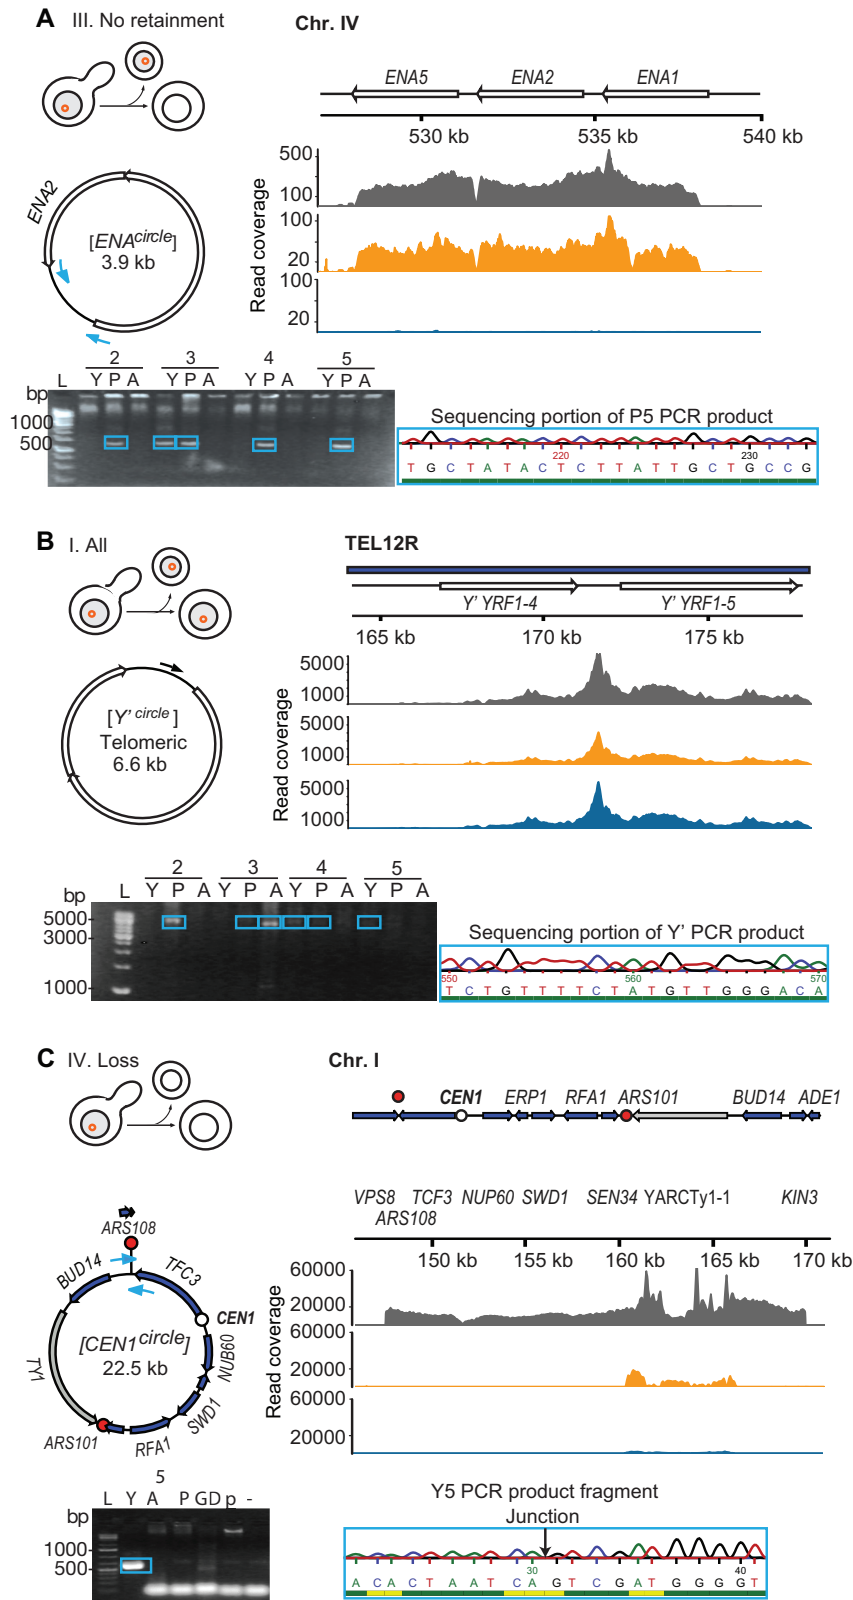 A III. No retainment
Chr. IV
ENA5 ENA2 ENA1
530 kb 535 kb 540 kb
500
100
100
20
100
20
Read coverage
ENA2
[ENAcircle]
3.9 kb
2 3 4 5
L Y P A Y P A Y P A Y P A
bp
1000
500
Sequencing portion of P5 PCR product
220 230
T G C T A T A C T C T T A T T G C T G C C G
B I. All
TEL12R
Y' YRF1-4 Y' YRF1-5
165 kb 170 kb 175 kb
5000
1000
5000
1000
5000
1000
Read coverage
[Y' circle]
Telomeric
6.6 kb
2 3 4 5
bp L Y P A Y P A Y P A Y P A
5000
3000
1000
Sequencing portion of Y' PCR product
550 560 570
T C T G T T T T C T A T G T T G G G A C A
C IV. Loss
Chr. I
CEN1 ERP1 RFA1 ARS101 BUD14 ADE1
VPS8 TCF3 NUP60 SWD1 SEN34 YARCTy1-1 KIN3
ARS108
150 kb 155 kb 160 kb 165 kb 170 kb
60000
20000
60000
20000
60000
20000
Read coverage
ARS108
BUD14 TFC3
CEN1
[CEN1circle]
22.5 kb
TY1
NUB60
SWD1
ARS101 RFA1
5
L Y A P GD p -
bp
1000
500
Y5 PCR product fragment
Junction
30 40
A C A C T A A T C A G T C G A T G G G G T